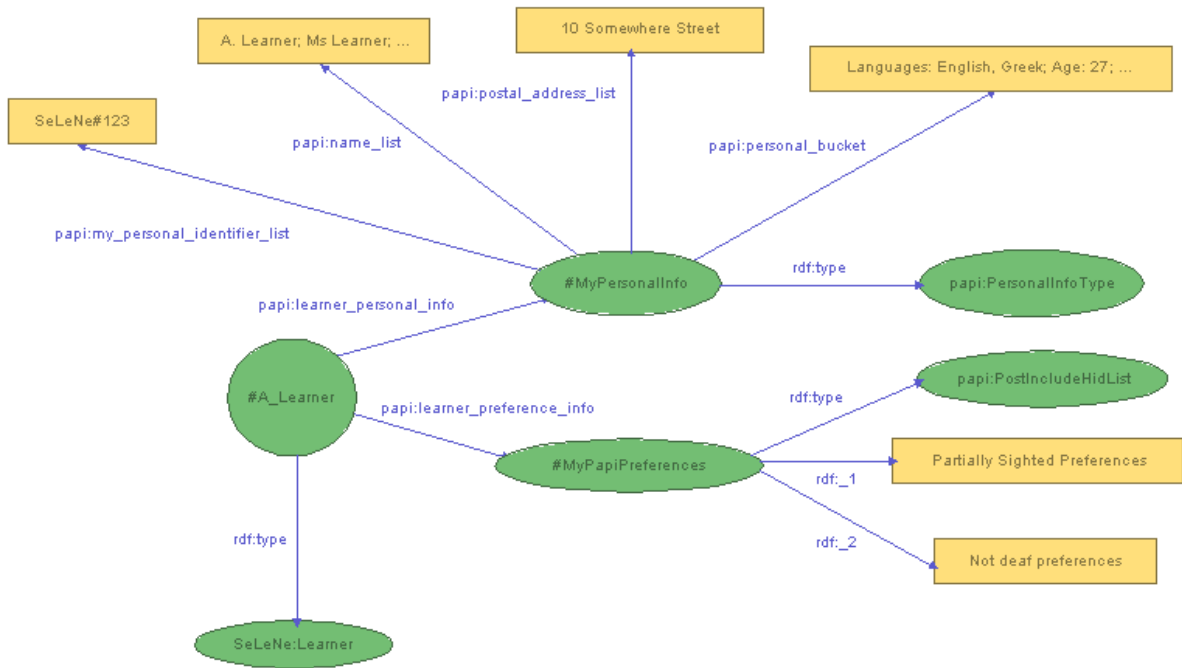 10 Somewhere Street
A. Learner; Ms Learner; ...
Languages: English, Greek; Age: 27; ...
papi:postal_address_list
SeLeNe#123
papi:name_list
papi:personal_bucket
papi:my_personal_identifier_list
rdf:type
#MyPersonalInfo
papi:PersonalInfoType
papi:learner_personal_info
papi:PostIncludeHidList
rdf:type
#A_Learner
papi:learner_preference_info
Partially Sighted Preferences
#MyPapiPreferences
rdf:_1
rdf:type
rdf:_2
Not deaf preferences
SeLeNe:Learner